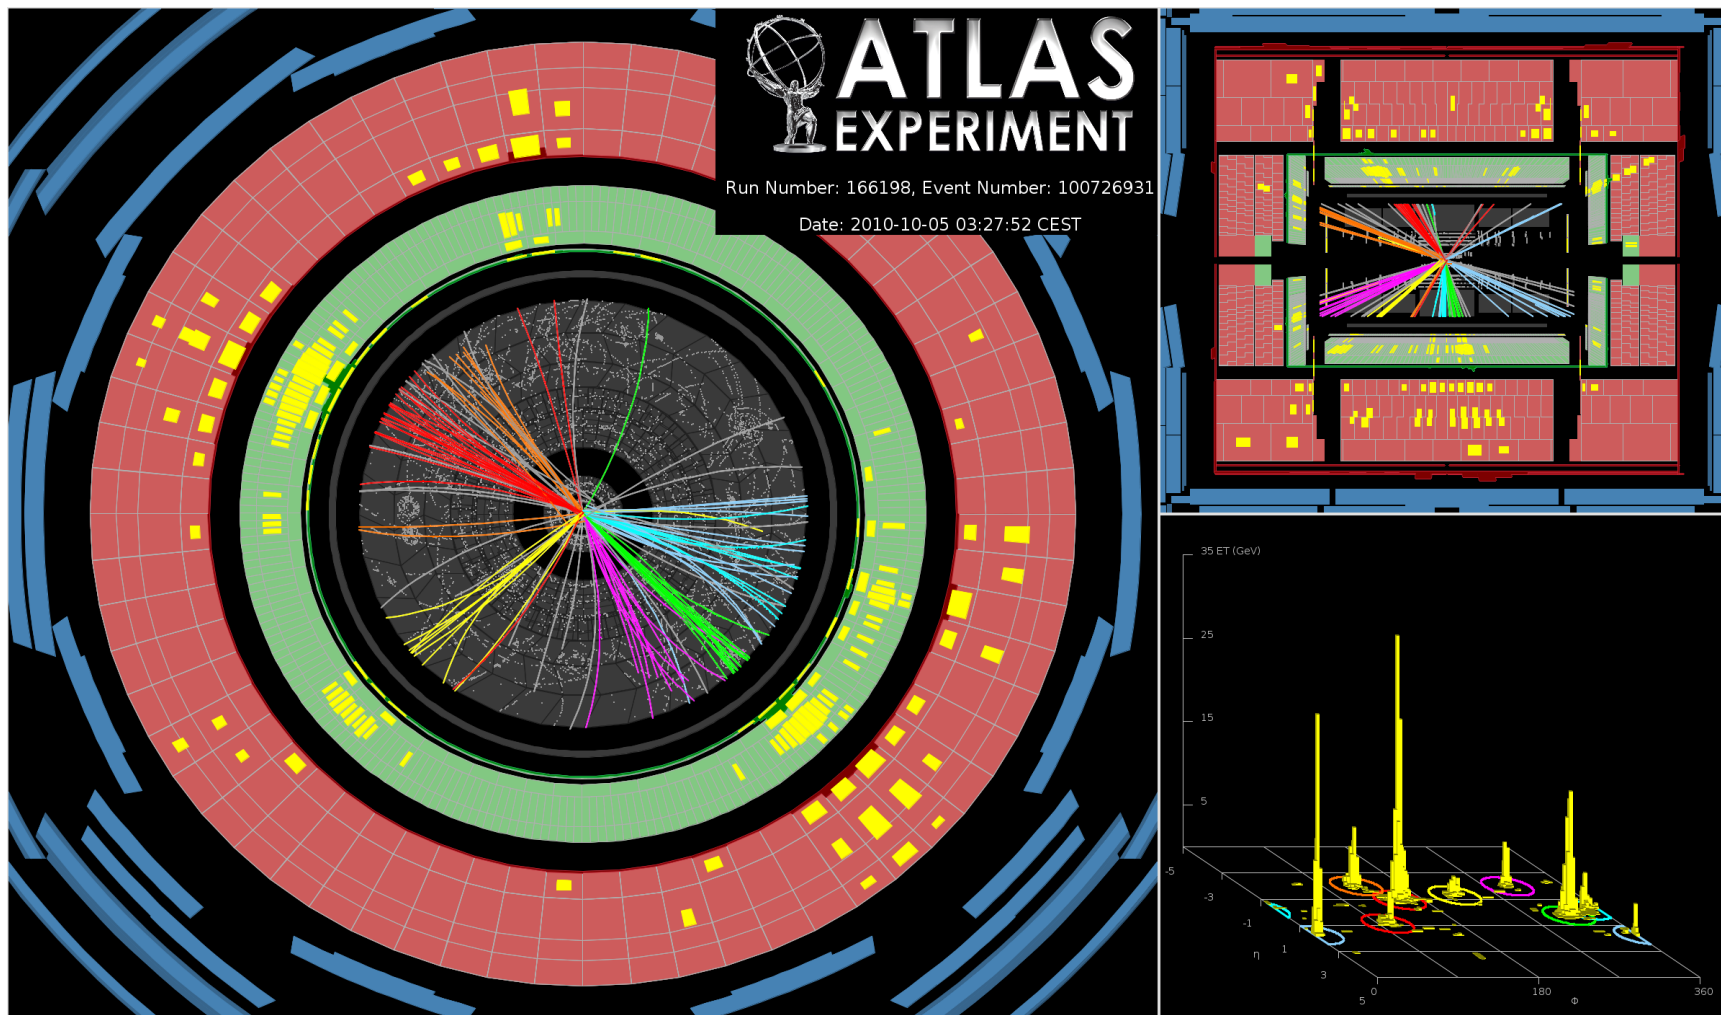 ATLAS
EXPERIMENT
Run Number: 166198, Event Number: 100726931
Date: 2010-10-05 03:27:52 CEST
35 ET (GeV)
25
15
5
-5
-3
-1
η 1
3
5
0
180
360
Φ